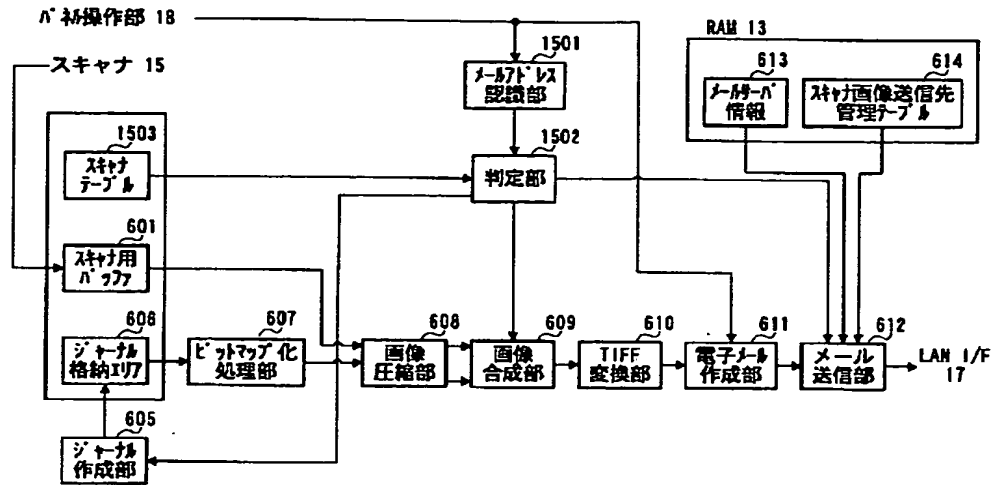 パネル操作部 18
スキャナ 15
1501
メールアドレス
認識部
RAM 13
613
メールサーバ
情報
614
スキャナ画像送信先
管理テーブル
1503
スキャナ
テーブル
1502
判定部
601
スキャナ用
バッファ
606
ジャーナル
格納エリア
607
ビットマップ化
処理部
608
画像
圧縮部
609
画像
合成部
610
TIFF
変換部
611
電子メール
作成部
612
メール
送信部
LAN I/F
17
605
ジャーナル
作成部